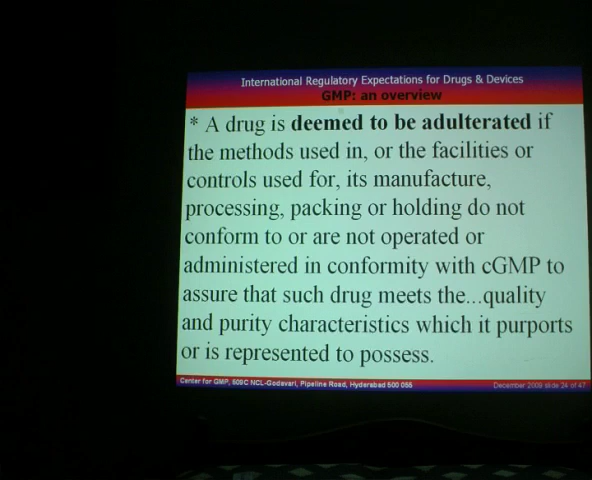 International Regulatory Expectations for Drugs & Devices
GMP: an overview
* A drug is deemed to be adulterated if
the methods used in, or the facilities or
controls used for, its manufacture,
processing, packing or holding do not
conform to or are not operated or
administered in conformity with cGMP to
assure that such drug meets the...quality
and purity characteristics which it purports
or is represented to possess.
Center for GMP, 609C NCL-Godavari, Pipeline Road, Hyderabad 500 055
December 2009 slide 24 of 47